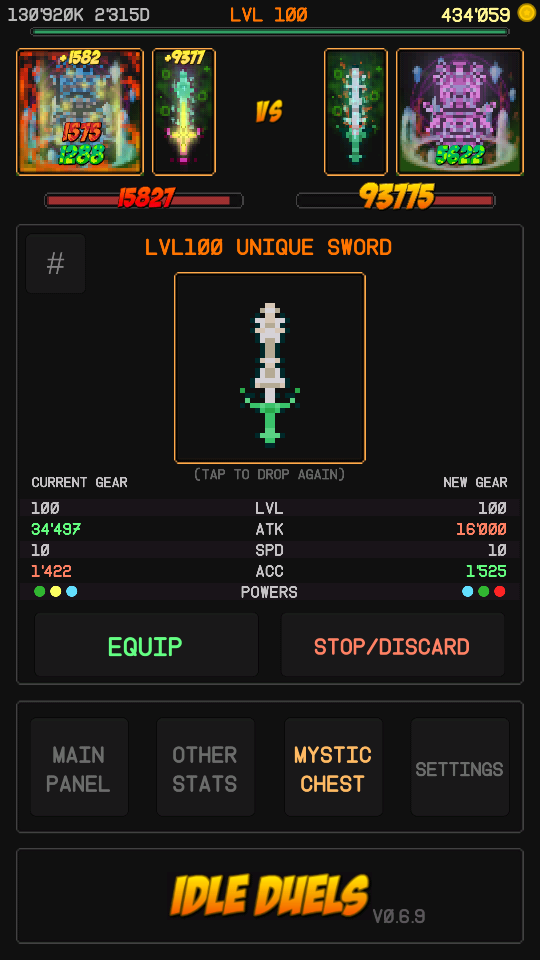 130'920K 2'315D LVL 100 434'059
+1582 +9377
VS
1575
1288 5622
15827 93775
# LVL100 UNIQUE SWORD
(TAP TO DROP AGAIN)
CURRENT GEAR NEW GEAR
100 LVL 100
34'497 ATK 16'000
10 SPD 10
1'422 ACC 1'525
POWERS
EQUIP STOP/DISCARD
MAIN PANEL
OTHER STATS
MYSTIC CHEST
SETTINGS
IDLE DUELS V0.6.9